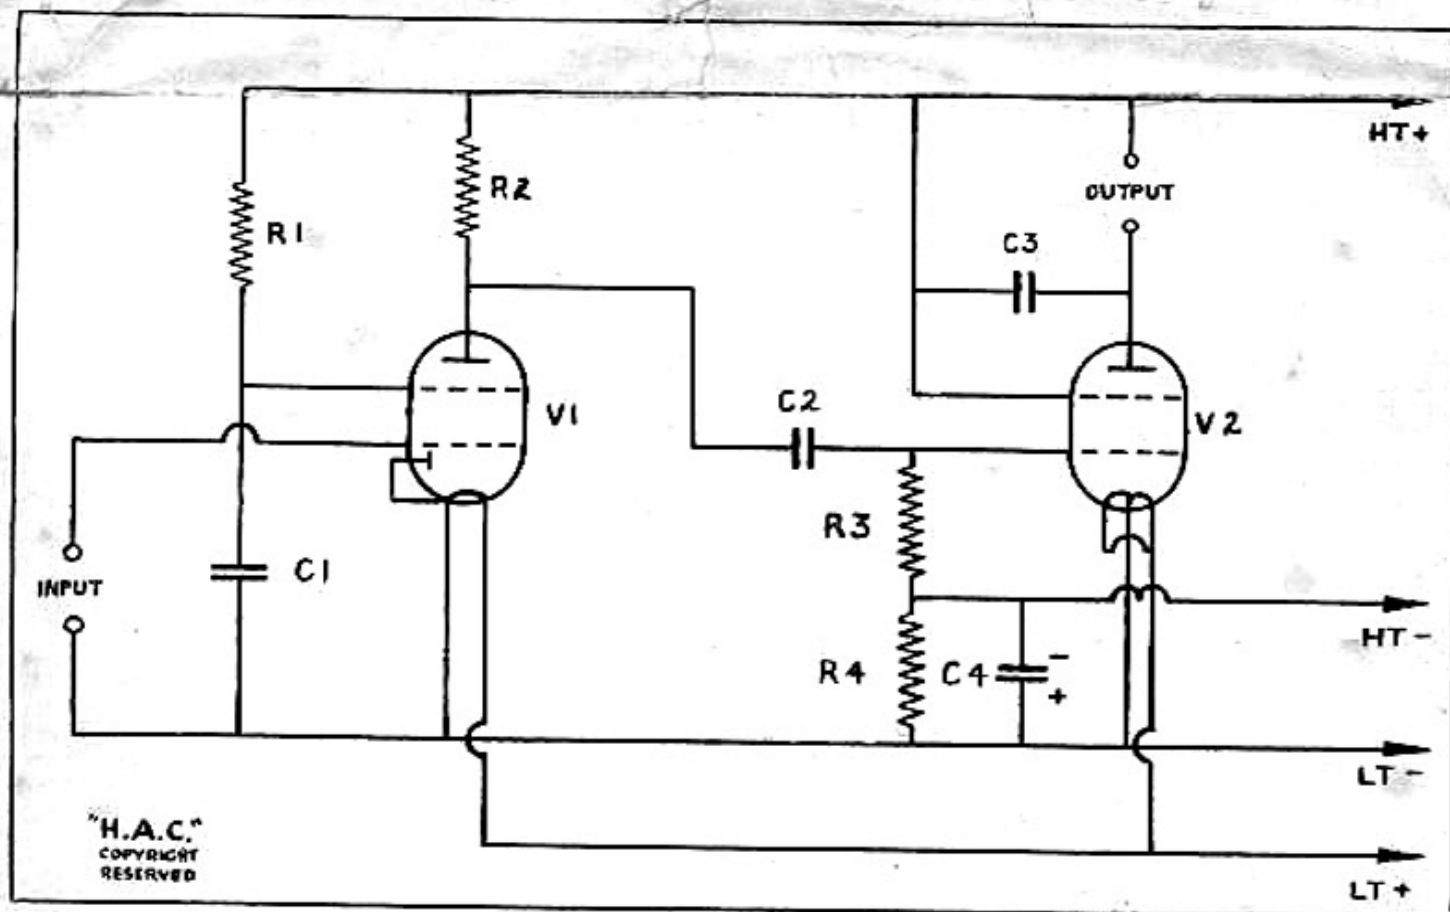 HT+
R2
OUTPUT
R1
C3
V1
C2
V2
R3
C1
INPUT
HT-
R4
C4
-
+
LT-
"H.A.C."
COPYRIGHT
RESERVED
LT+